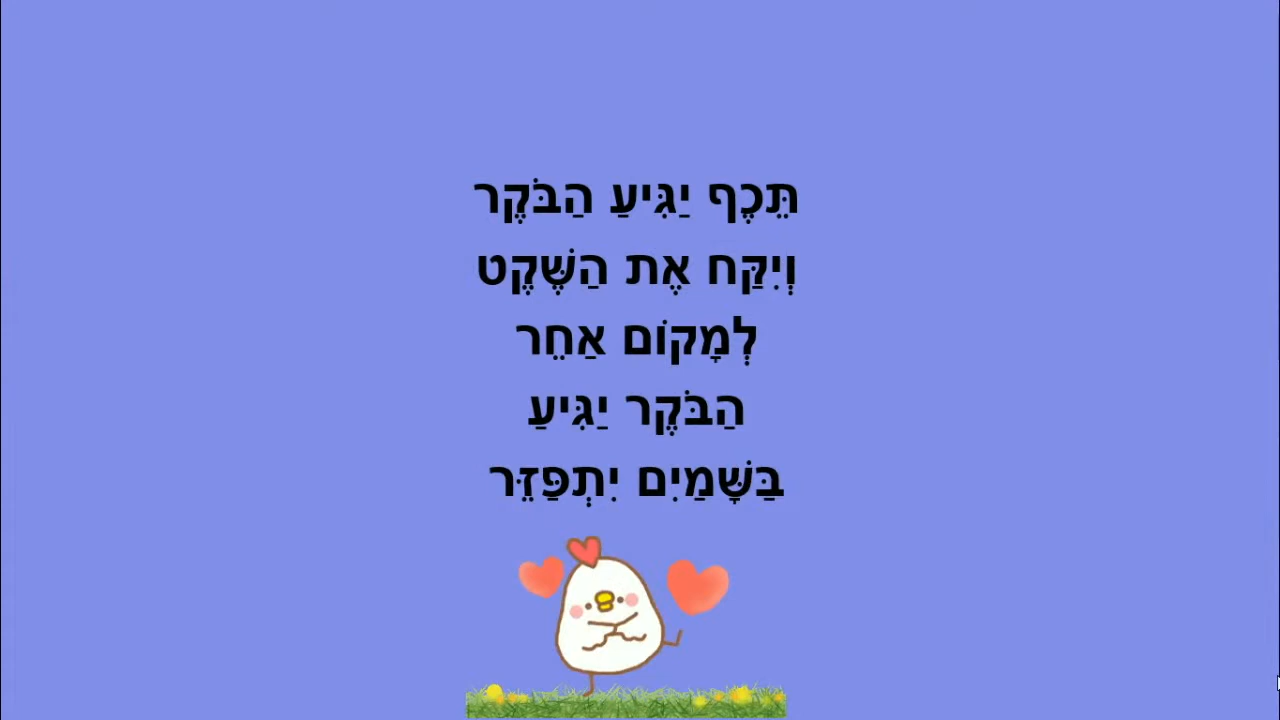 תֵּכֶף יַגִּיעַ הַבֹּקֶר
וְיִקַּח אֶת הַשֶּׁקֶט
לְמָקוֹם אַחֵר
הַבֹּקֶר יַגִּיעַ
בַּשָּׁמַיִם יִתְפַּזֵּר